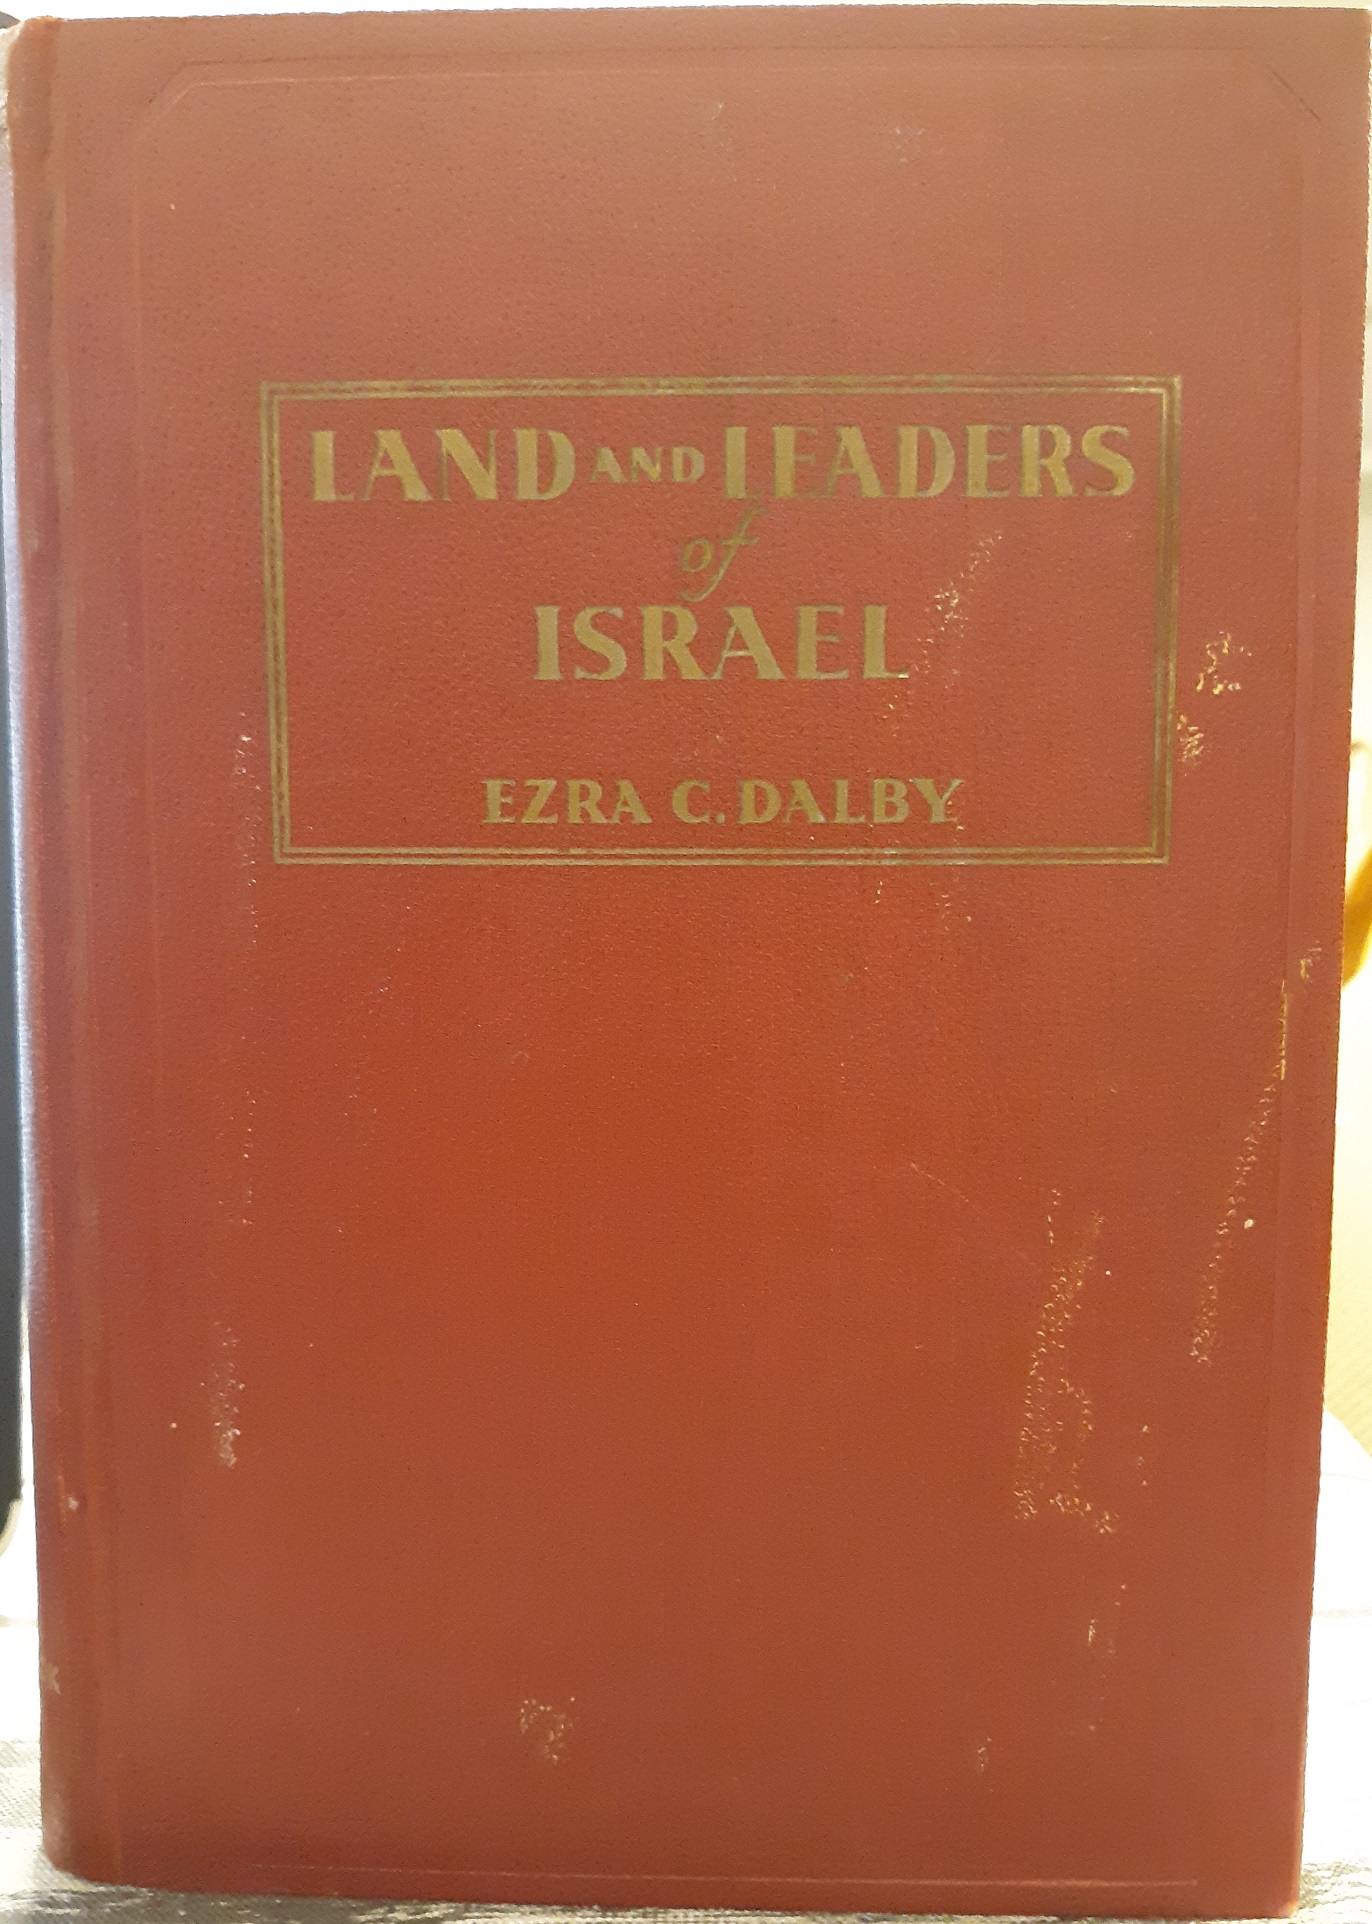 LAND AND LEADERS
of
ISRAEL
EZRA C. DALBY